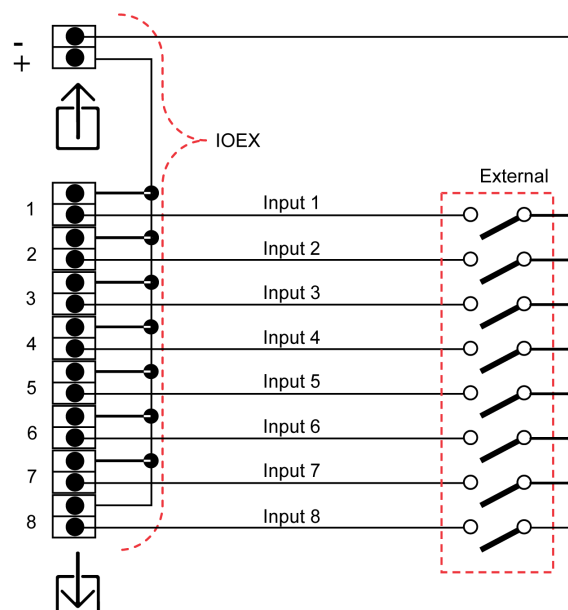 -
+
IOEX
External
1
Input 1
2
Input 2
3
Input 3
4
Input 4
5
Input 5
6
Input 6
7
Input 7
8
Input 8